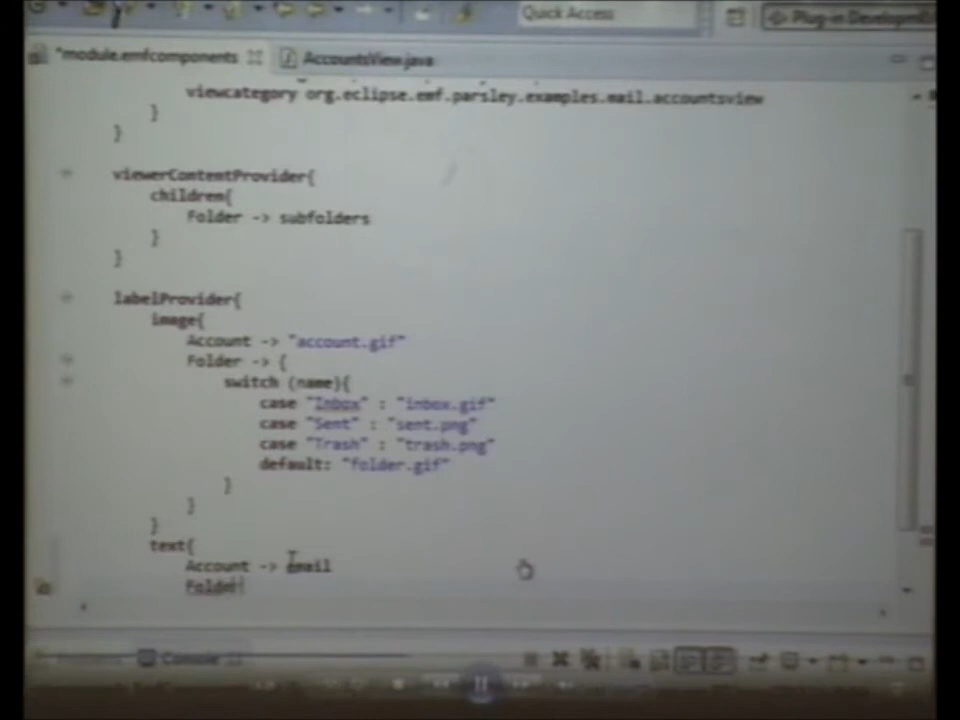 Quick Access
Plug-in Developm
*module.emfcomponents
AccountsView.java
viewcategory org.eclipse.emf.parsley.examples.mail.accountsview
}
}
viewerContentProvider{
children{
Folder -> subfolders
}
}
labelProvider{
image{
Account -> "account.gif"
Folder -> {
switch (name){
case "Inbox" : "inbox.gif"
case "Sent" : "sent.png"
case "Trash" : "trash.png"
default: "folder.gif"
}
}
}
text{
Account -> email
Folder
Console